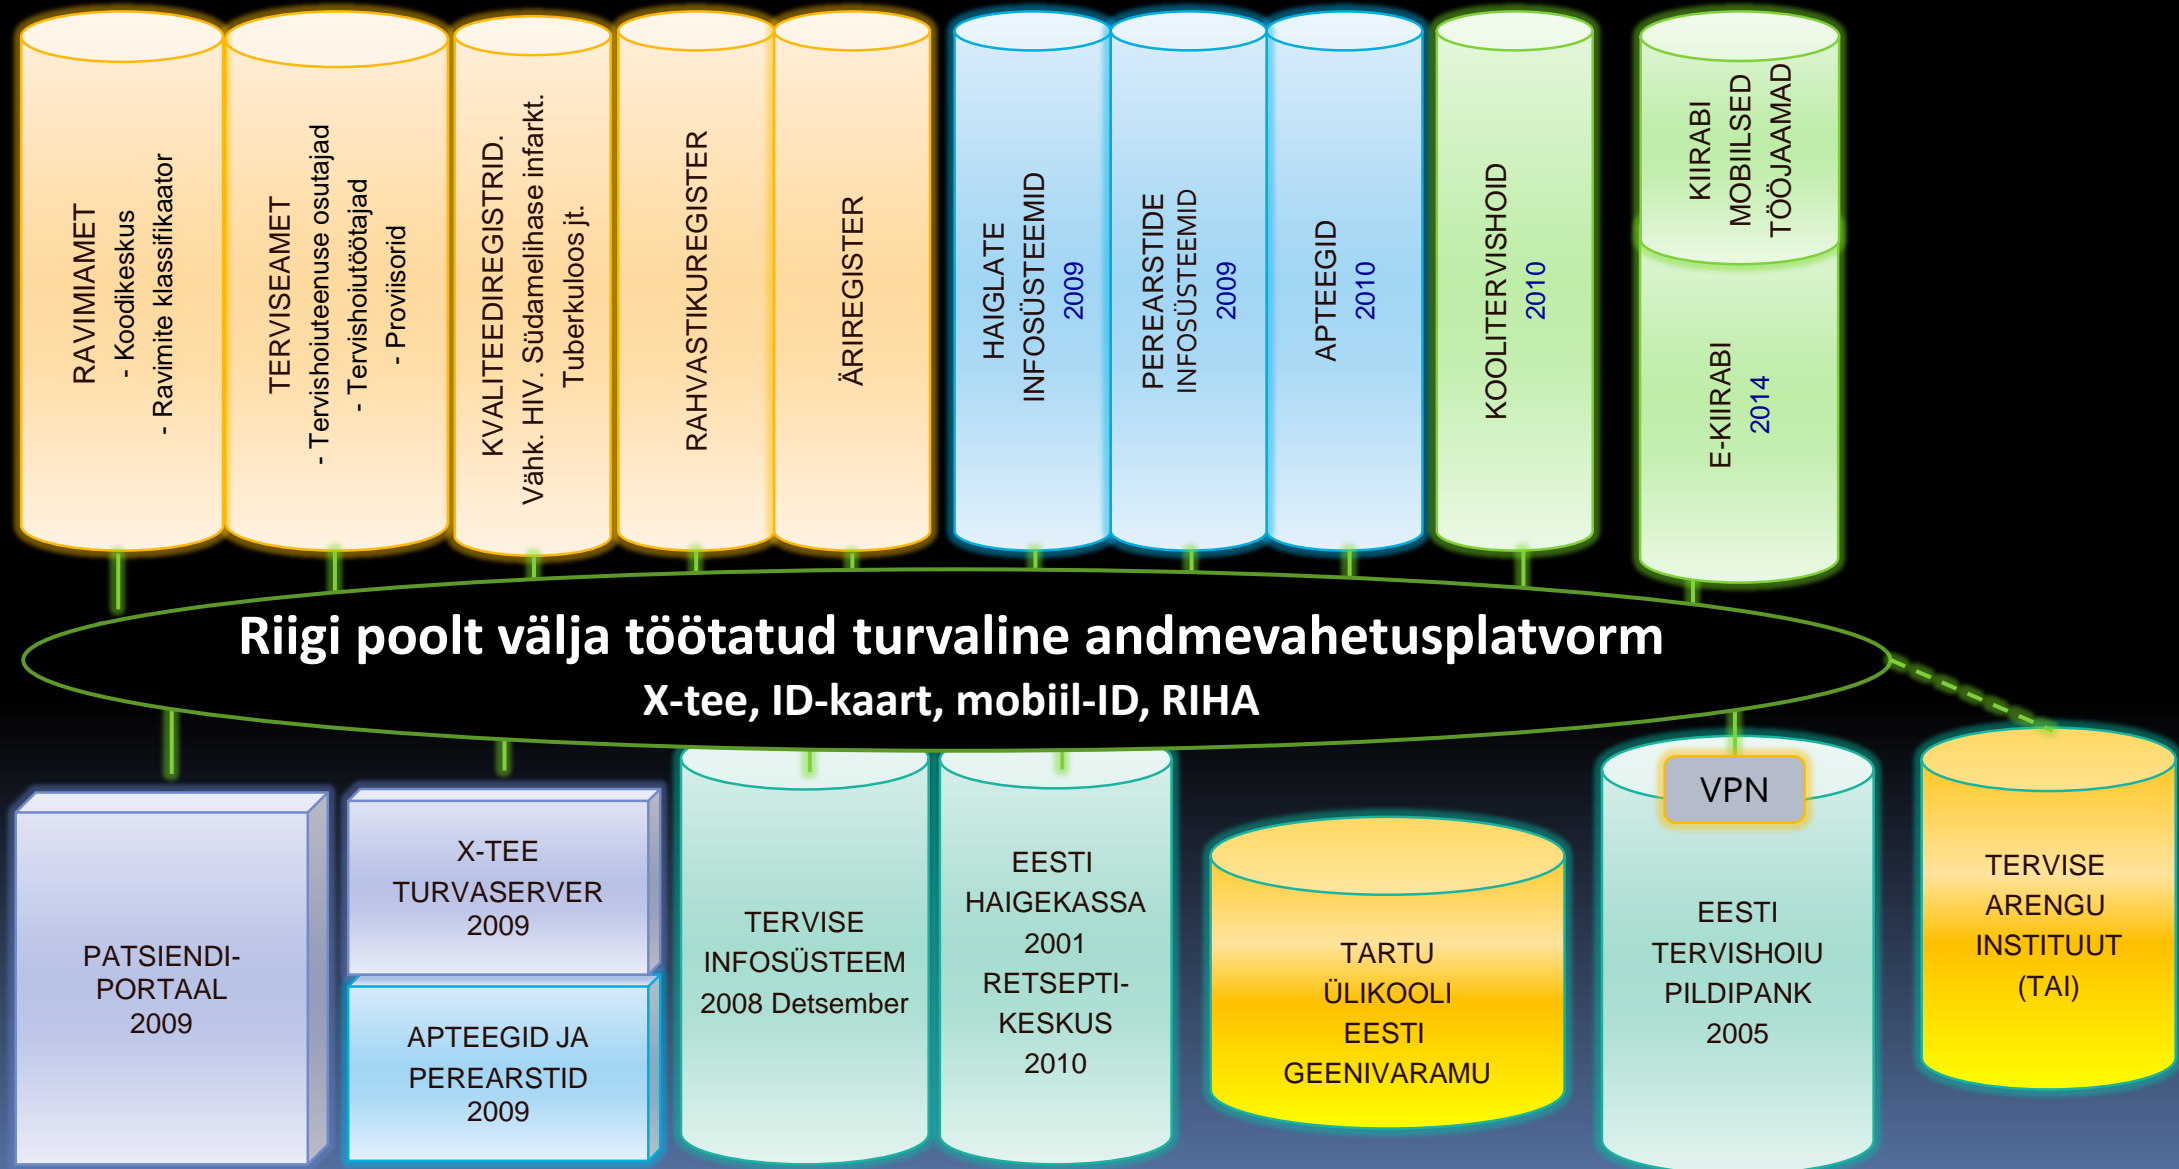 RAVIMIAMET
- Koodikeskus
- Ravimite klassifikaator
TERVISEAMET
- Tervishoiuteenuse osutajad
- Tervishoiutöötajad
- Proviisorid
KVALITEEDIREGISTRID.
Vähk. HIV. Südamelihase infarkt.
Tuberkuloos jt.
RAHVASTIKUREGISTER
ÄRIREGISTER
HAIGLATE
INFOSÜSTEEMID
2009
PEREARSTIDE
INFOSÜSTEEMID
2009
APTEEGID
2010
KOOLITERVISHOID
2010
KIIRABI
MOBIILSED
TÖÖJAAMAD
E-KIIRABI
2014
Riigi poolt välja töötatud turvaline andmevahetusplatvorm
X-tee, ID-kaart, mobiil-ID, RIHA
PATSIENDI-
PORTAAL
2009
X-TEE
TURVASERVER
2009
APTEEGID JA
PEREARSTID
2009
TERVISE
INFOSÜSTEEM
2008 Detsember
EESTI
HAIGEKASSA
2001
RETSEPTI-
KESKUS
2010
TARTU
ÜLIKOOLI
EESTI
GEENIVARAMU
VPN
EESTI
TERVISHOIU
PILDIPANK
2005
TERVISE
ARENGU
INSTITUUT
(TAI)